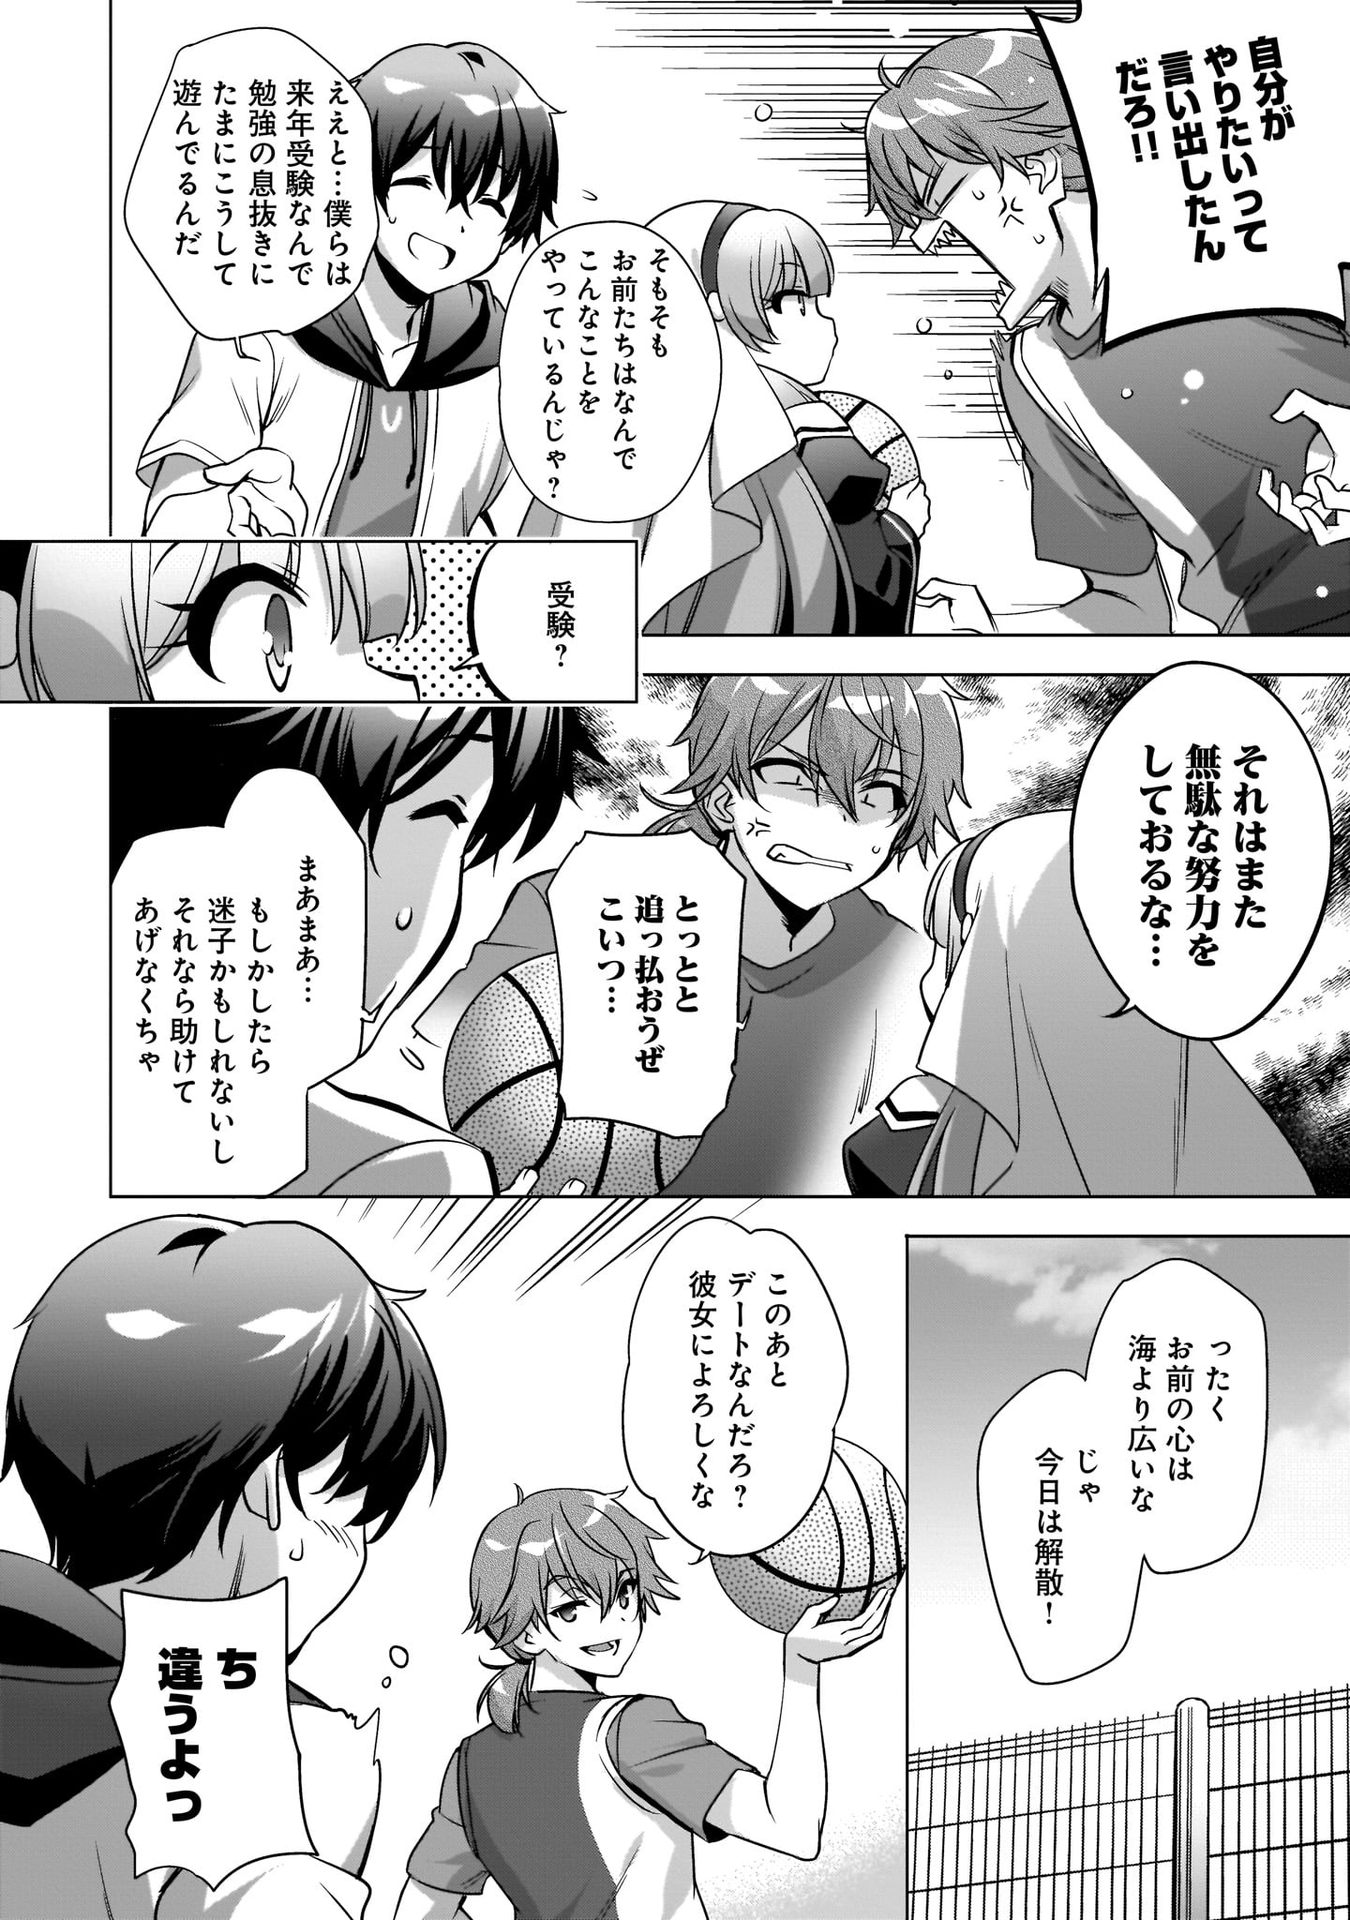 自分が
やりたいって
言い出したん
だろ!!
そもそも
お前たちはなんで
こんなことを
やっているんじゃ?
ええと…僕らは
来年受験なんで
勉強の息抜きに
たまにこうして
遊んでるんだ
受験?
それはまた
無駄な努力を
しておるな…
とっとと
追っ払おうぜ
こいつ…
まあまあ…
もしかしたら
迷子かもしれないし
それなら助けて
あげなくちゃ
ったく
お前の心は
海より広いな
じゃ
今日は解散!
このあと
デートなんだろ?
彼女によろしくな
ち
違うよっ